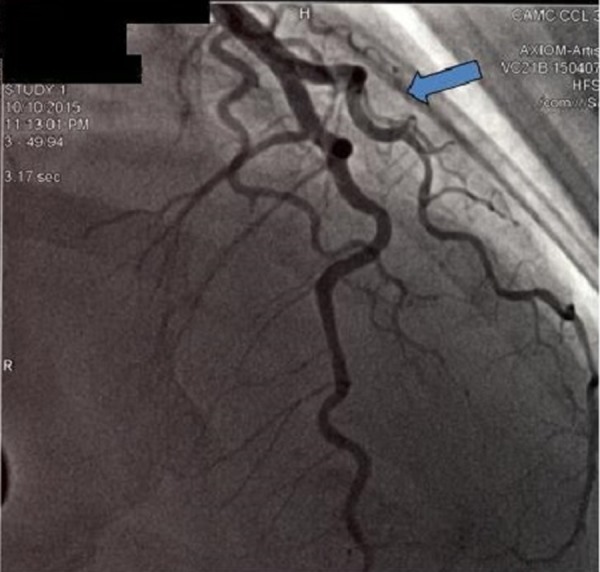 H
CAMC CCL 3
AXIOM-Artis
VC21B 150407
HFS
STUDY 1
10.10.2015
11:13:01 PM
3 - 49.94
3.17 sec
R